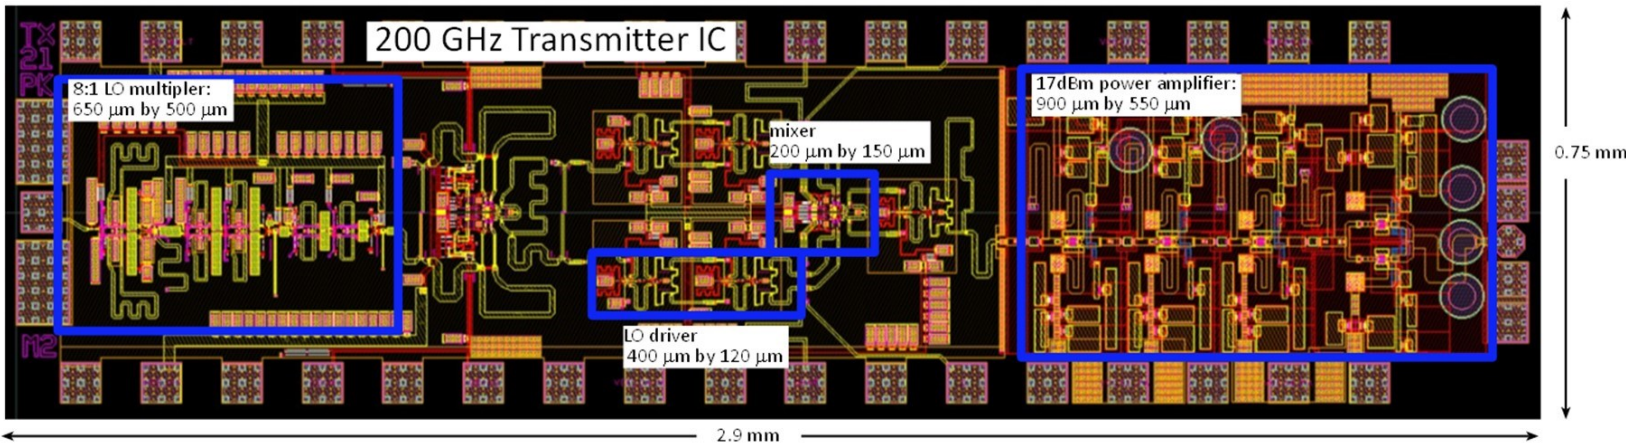 TX
21
PK
200 GHz Transmitter IC
8:1 LO multipler:
650 μm by 500 μm
17dBm power amplifier:
900 μm by 550 μm
mixer
200 μm by 150 μm
0.75 mm
LO driver
400 μm by 120 μm
M2
2.9 mm